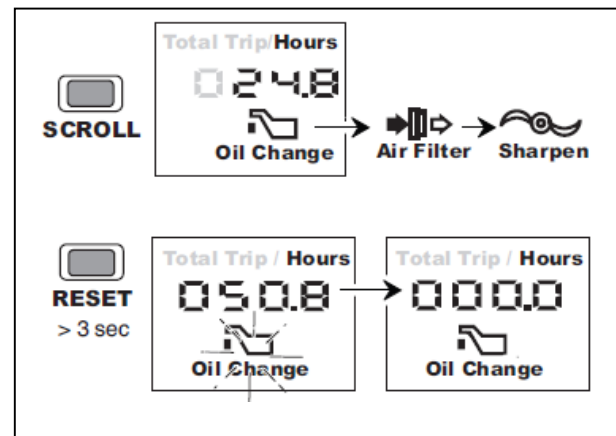 Total Trip/Hours
024.8
SCROLL
Oil Change
Air Filter
Sharpen
Total Trip / Hours
050.8
Oil Change
RESET
> 3 sec
Total Trip / Hours
000.0
Oil Change